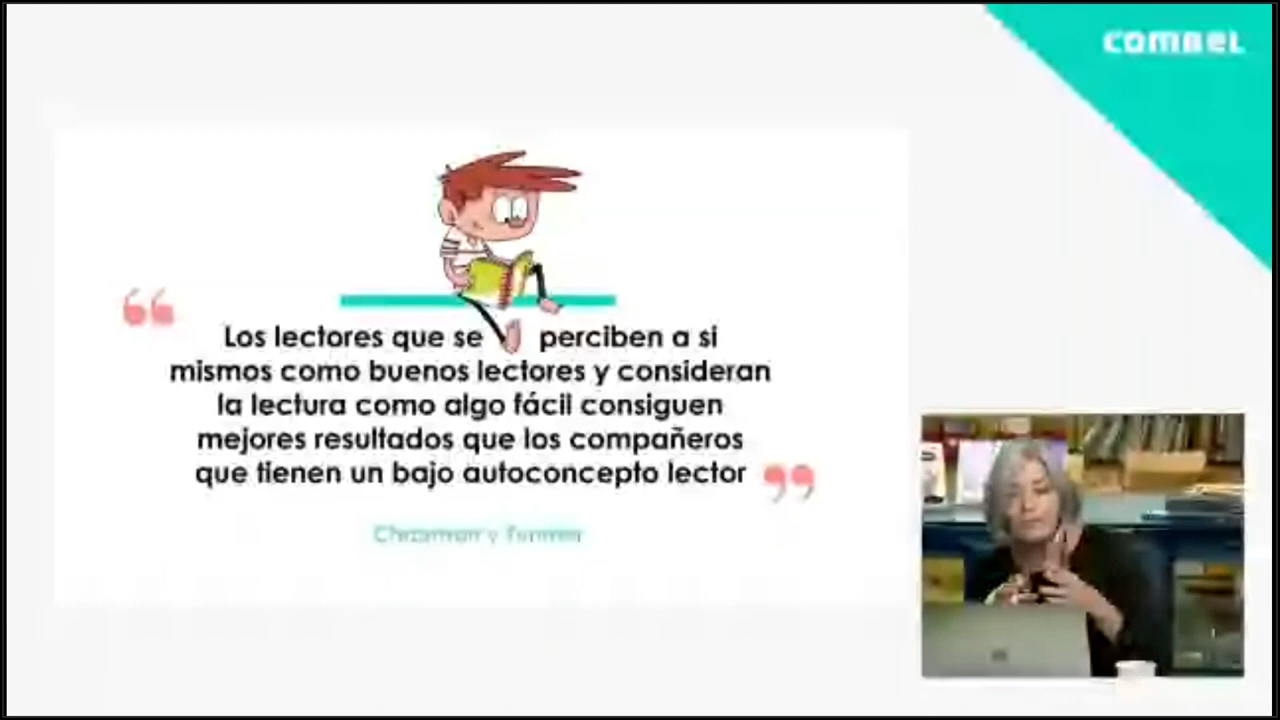 COMBEL
“
Los lectores que se perciben a sí
mismos como buenos lectores y consideran
la lectura como algo fácil consiguen
mejores resultados que los compañeros
que tienen un bajo autoconcepto lector ”
y